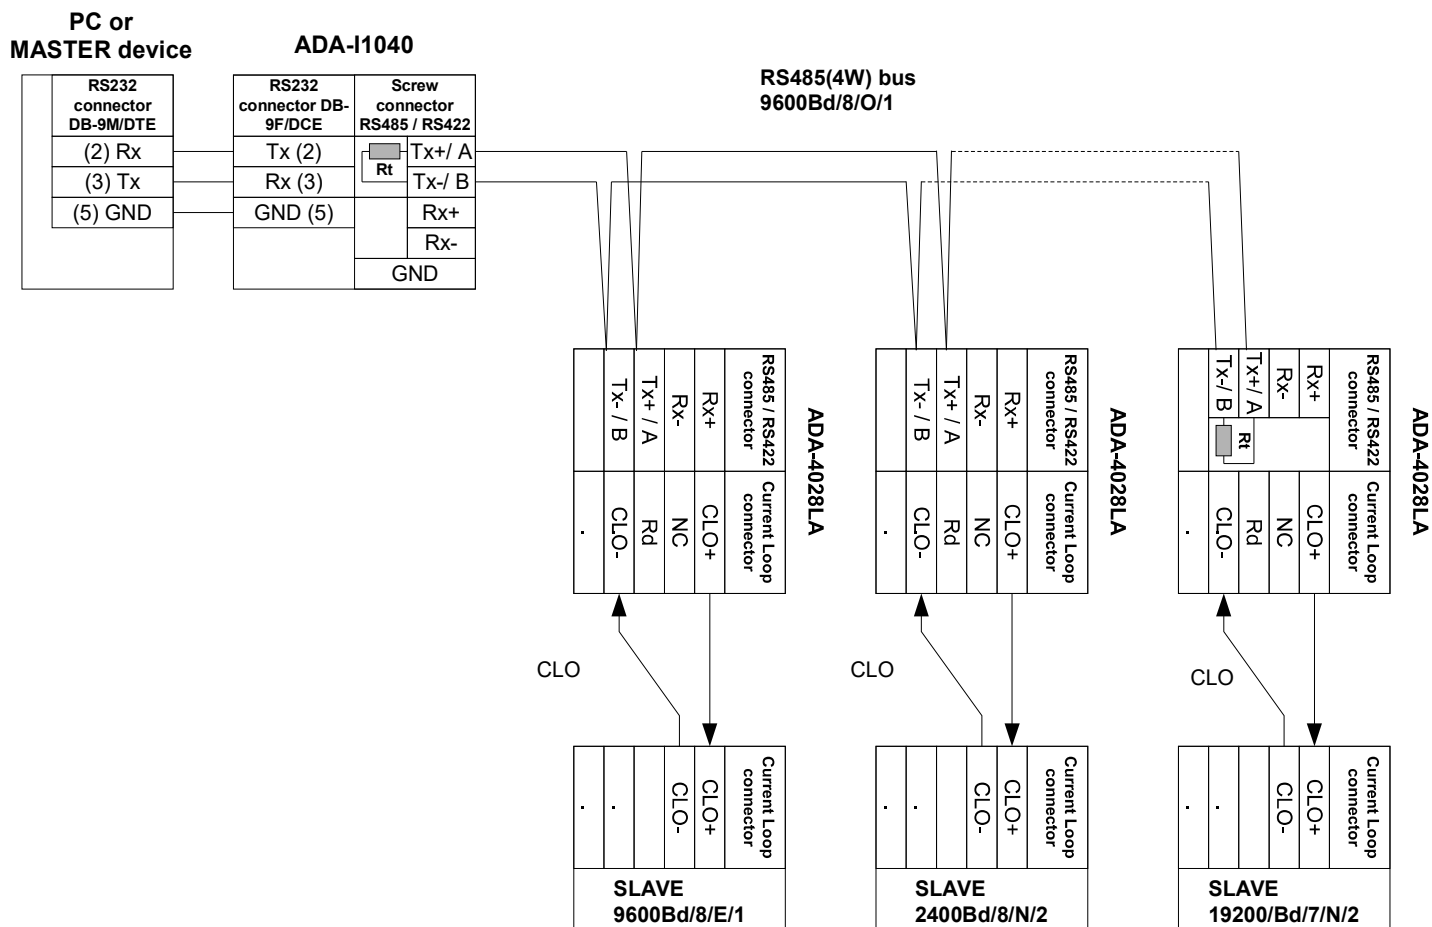 PC or
MASTER device
ADA-I1040
RS485(4W) bus
9600Bd/8/O/1
RS232
connector
DB-9M/DTE
RS232
connector DB-
9F/DCE
Screw
connector
RS485 / RS422
(2) Rx
Tx (2)
Rt
Tx+/ A
(3) Tx
Rx (3)
Tx-/ B
(5) GND
GND (5)
Rx+
Rx-
GND
Tx- / B
Tx+ / A
Rx-
Rx+
RS485 / RS422
connector
.
CLO-
Rd
NC
CLO+
Current Loop
connector
ADA-4028LA
Tx- / B
Tx+ / A
Rx-
Rx+
RS485 / RS422
connector
.
CLO-
Rd
NC
CLO+
Current Loop
connector
ADA-4028LA
Tx-/ B
Tx+/ A
Rx-
Rx+
Rt
RS485 / RS422
connector
.
CLO-
Rd
NC
CLO+
Current Loop
connector
ADA-4028LA
CLO
CLO
CLO
.
.
CLO-
CLO+
Current Loop
connector
SLAVE
9600Bd/8/E/1
.
.
CLO-
CLO+
Current Loop
connector
SLAVE
2400Bd/8/N/2
.
.
CLO-
CLO+
Current Loop
connector
SLAVE
19200/Bd/7/N/2